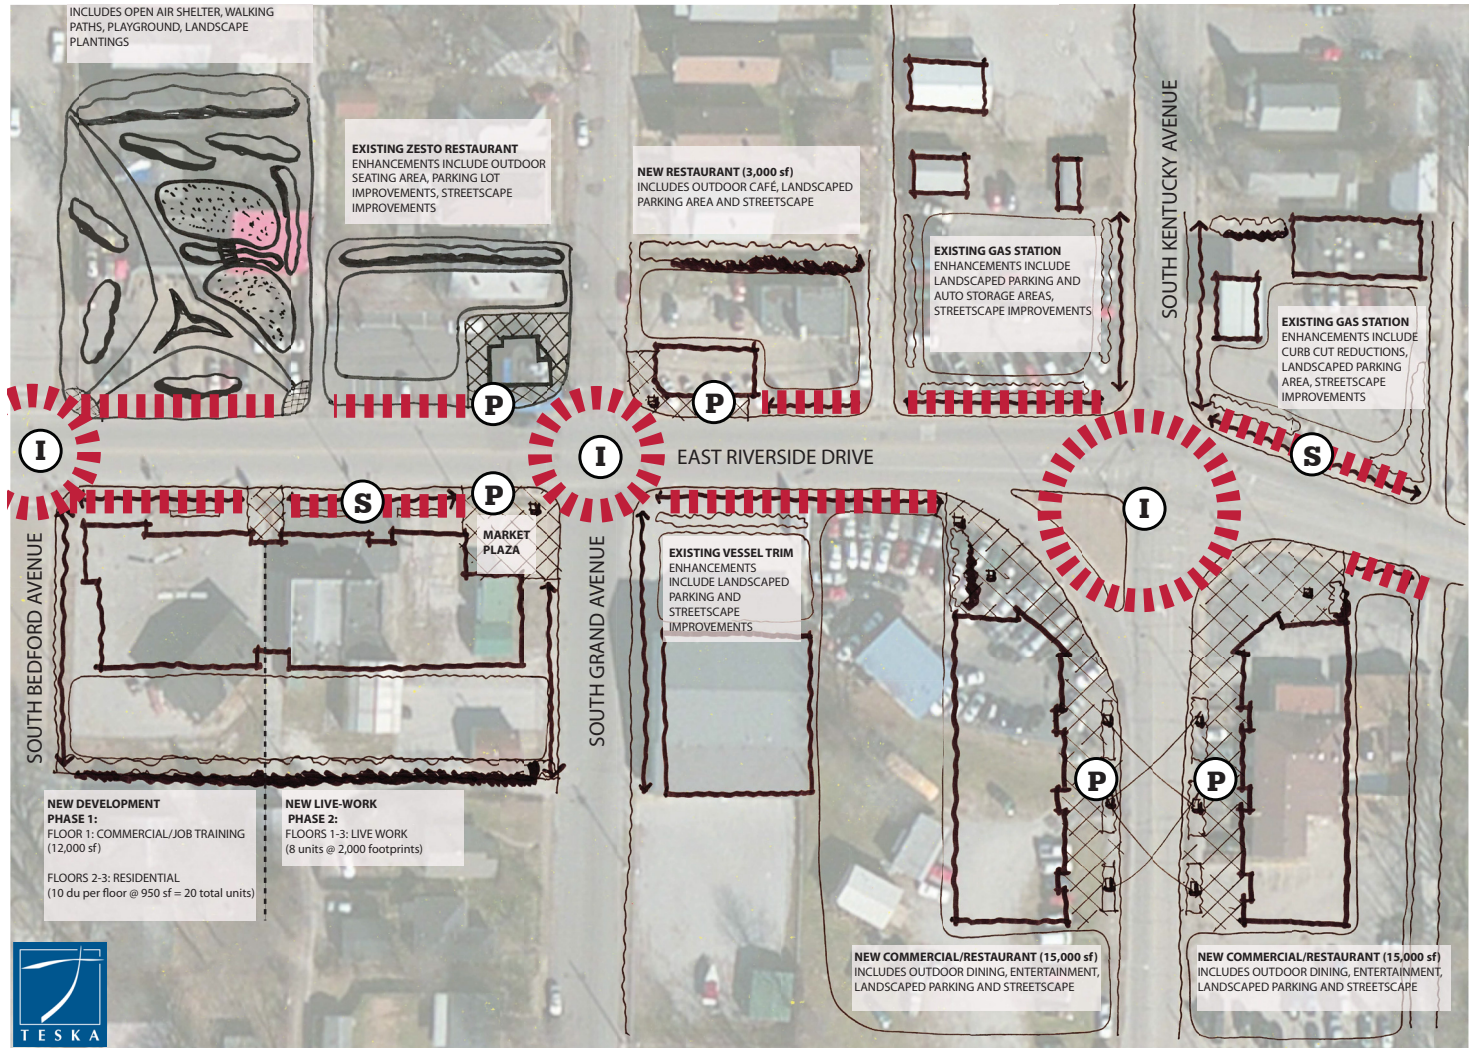 INCLUDES OPEN AIR SHELTER, WALKING
PATHS, PLAYGROUND, LANDSCAPE
PLANTINGS
EXISTING ZESTO RESTAURANT
ENHANCEMENTS INCLUDE OUTDOOR
SEATING AREA, PARKING LOT
IMPROVEMENTS, STREETSCAPE
IMPROVEMENTS
NEW RESTAURANT (3,000 sf)
INCLUDES OUTDOOR CAFÉ, LANDSCAPED
PARKING AREA AND STREETSCAPE
EXISTING GAS STATION
ENHANCEMENTS INCLUDE
LANDSCAPED PARKING AND
AUTO STORAGE AREAS,
STREETSCAPE IMPROVEMENTS
SOUTH KENTUCKY AVENUE
EXISTING GAS STATION
ENHANCEMENTS INCLUDE
CURB CUT REDUCTIONS,
LANDSCAPED PARKING
AREA, STREETSCAPE
IMPROVEMENTS
P
P
I
I
EAST RIVERSIDE DRIVE
S
S
P
I
MARKET
PLAZA
SOUTH BEDFORD AVENUE
SOUTH GRAND AVENUE
EXISTING VESSEL TRIM
ENHANCEMENTS
INCLUDE LANDSCAPED
PARKING AND
STREETSCAPE
IMPROVEMENTS
P
P
NEW DEVELOPMENT
PHASE 1:
FLOOR 1: COMMERCIAL/JOB TRAINING
(12,000 sf)
FLOORS 2-3: RESIDENTIAL
(10 du per floor @ 950 sf = 20 total units)
NEW LIVE-WORK
PHASE 2:
FLOORS 1-3: LIVE WORK
(8 units @ 2,000 footprints)
NEW COMMERCIAL/RESTAURANT (15,000 sf)
INCLUDES OUTDOOR DINING, ENTERTAINMENT,
LANDSCAPED PARKING AND STREETSCAPE
NEW COMMERCIAL/RESTAURANT (15,000 sf)
INCLUDES OUTDOOR DINING, ENTERTAINMENT,
LANDSCAPED PARKING AND STREETSCAPE
TESKA